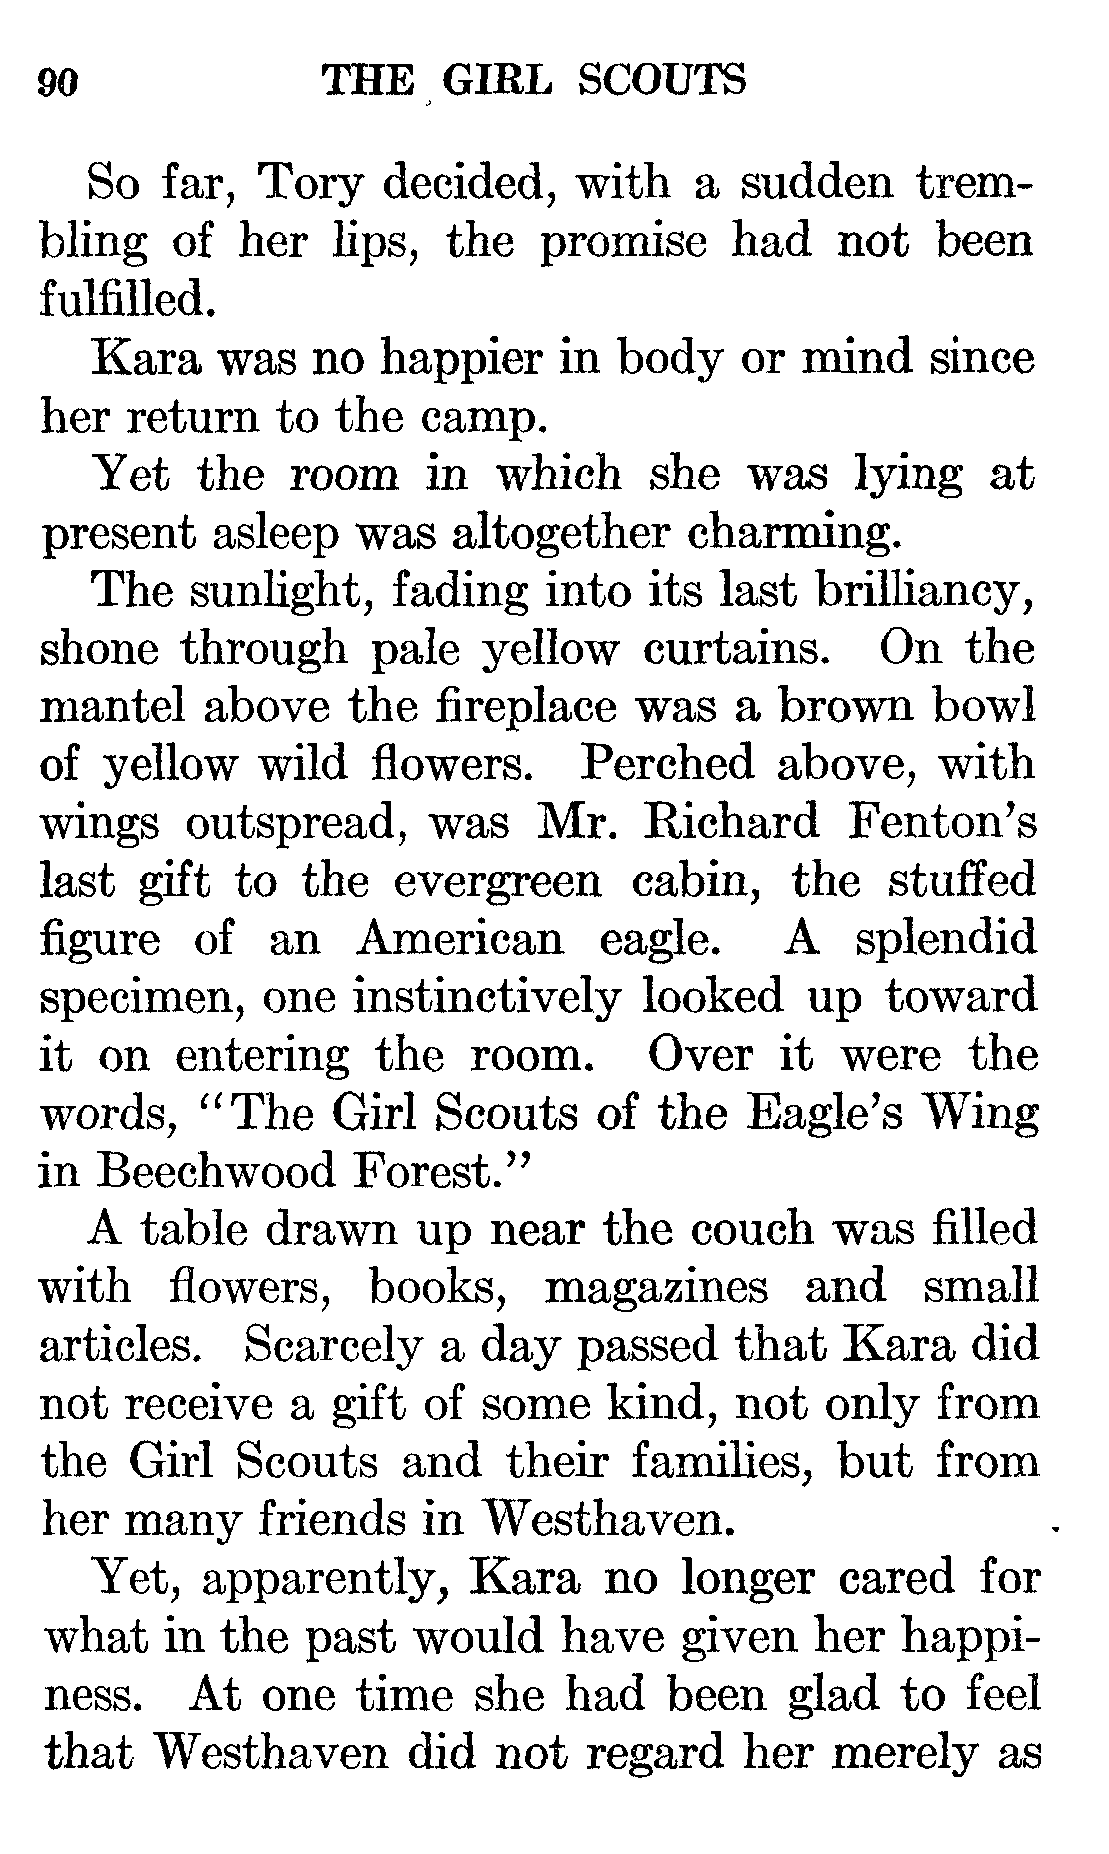 90 THE GIRL SCOUTS
So far, Tory decided, with a sudden trem-
bling of her lips, the promise had not been
fulfilled.
Kara was no happier in body or mind since
her return to the camp.
Yet the room in which she was lying at
present asleep was altogether charming.
The sunlight, fading into its last brilliancy,
shone through pale yellow curtains. On the
mantel above the fireplace was a brown bowl
of yellow wild flowers. Perched above, with
wings outspread, was Mr. Richard Fenton's
last gift to the evergreen cabin, the stuffed
figure of an American eagle. A splendid
specimen, one instinctively looked up toward
it on entering the room. Over it were the
words, "The Girl Scouts of the Eagle's Wing
in Beechwood Forest."
A table drawn up near the couch was filled
with flowers, books, magazines and small
articles. Scarcely a day passed that Kara did
not receive a gift of some kind, not only from
the Girl Scouts and their families, but from
her many friends in Westhaven.
Yet, apparently, Kara no longer cared for
what in the past would have given her happi-
ness. At one time she had been glad to feel
that Westhaven did not regard her merely as